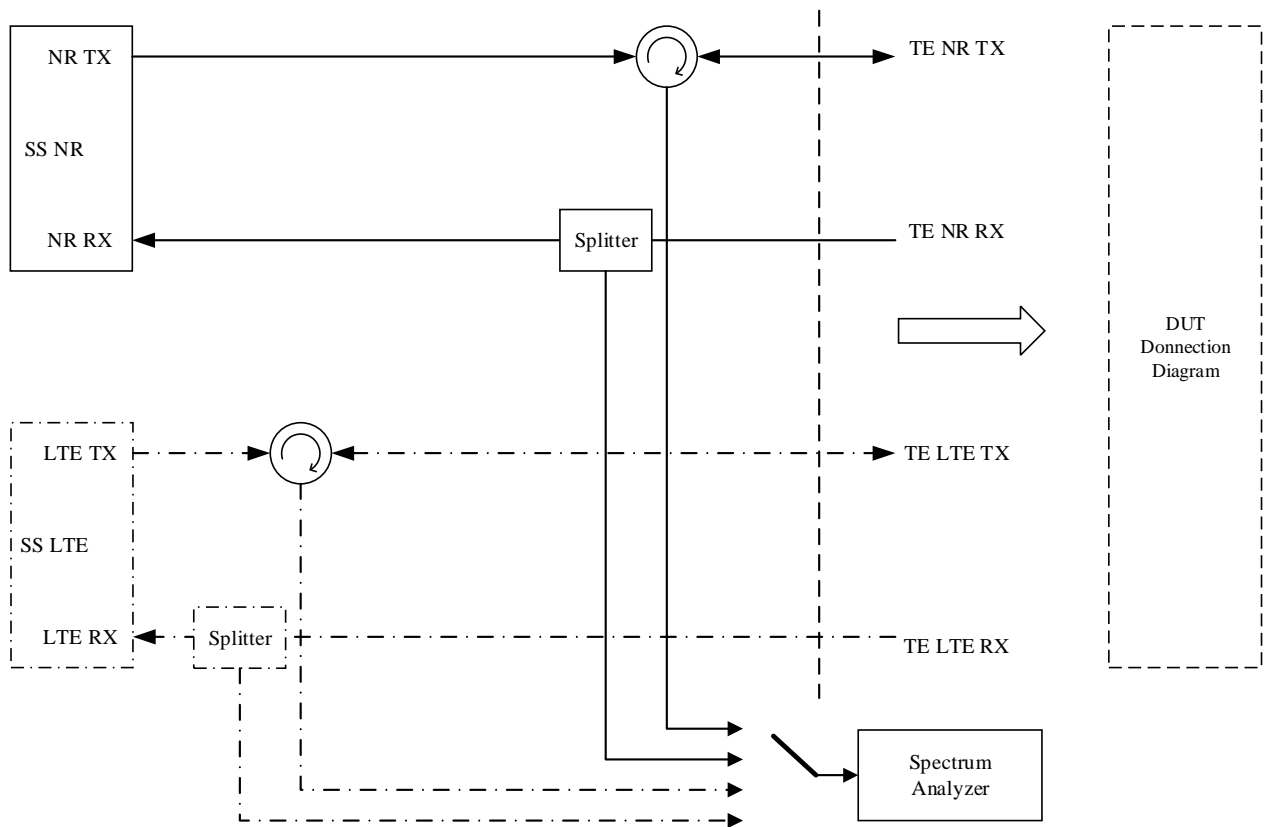 NR TX
TE NR TX
SS NR
NR RX
Splitter
TE NR RX
DUT
Donnection
Diagram
LTE TX
TE LTE TX
SS LTE
LTE RX
Splitter
TE LTE RX
Spectrum
Analyzer